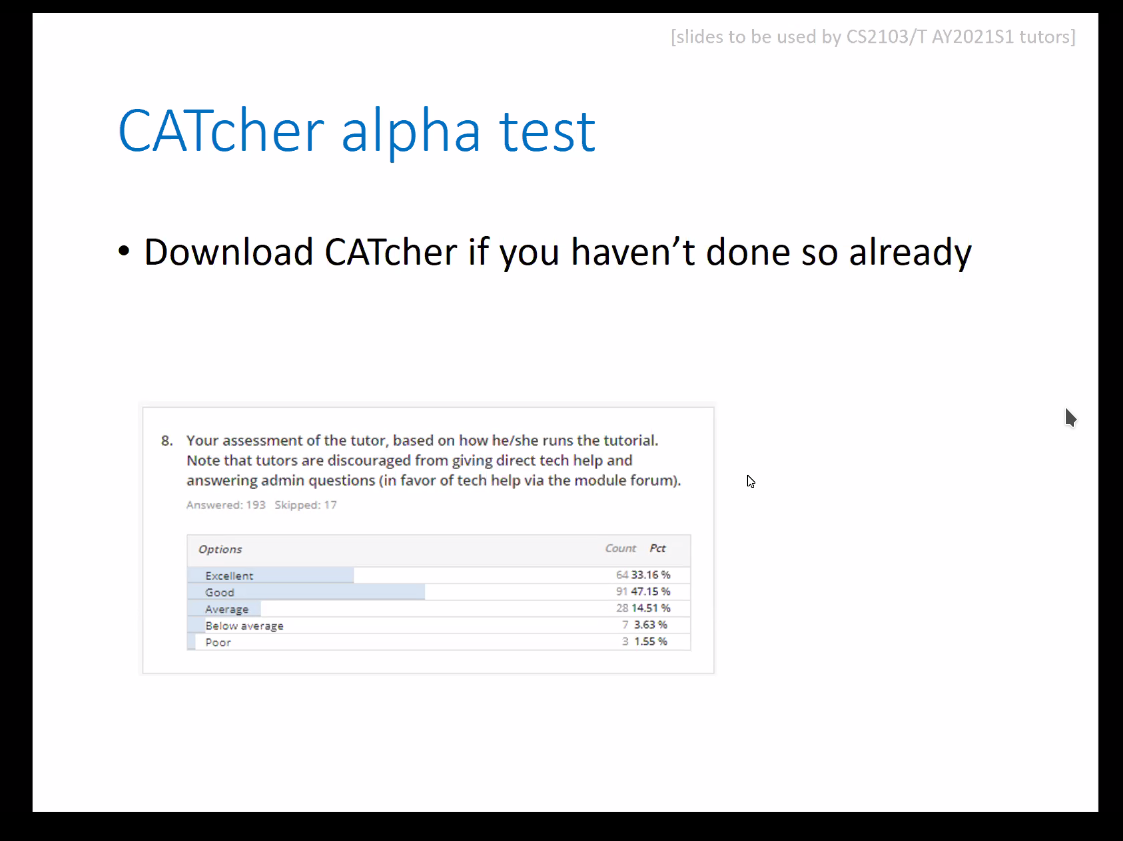 [slides to be used by CS2103/T AY2021S1 tutors]
CATcher alpha test
• Download CATcher if you haven’t done so already
8. Your assessment of the tutor, based on how he/she runs the tutorial.
Note that tutors are discouraged from giving direct tech help and
answering admin questions (in favor of tech help via the module forum).
Answered: 193 Skipped: 17
Options Count Pct
Excellent 64 33.16 %
Good 91 47.15 %
Average 28 14.51 %
Below average 7 3.63 %
Poor 3 1.55 %